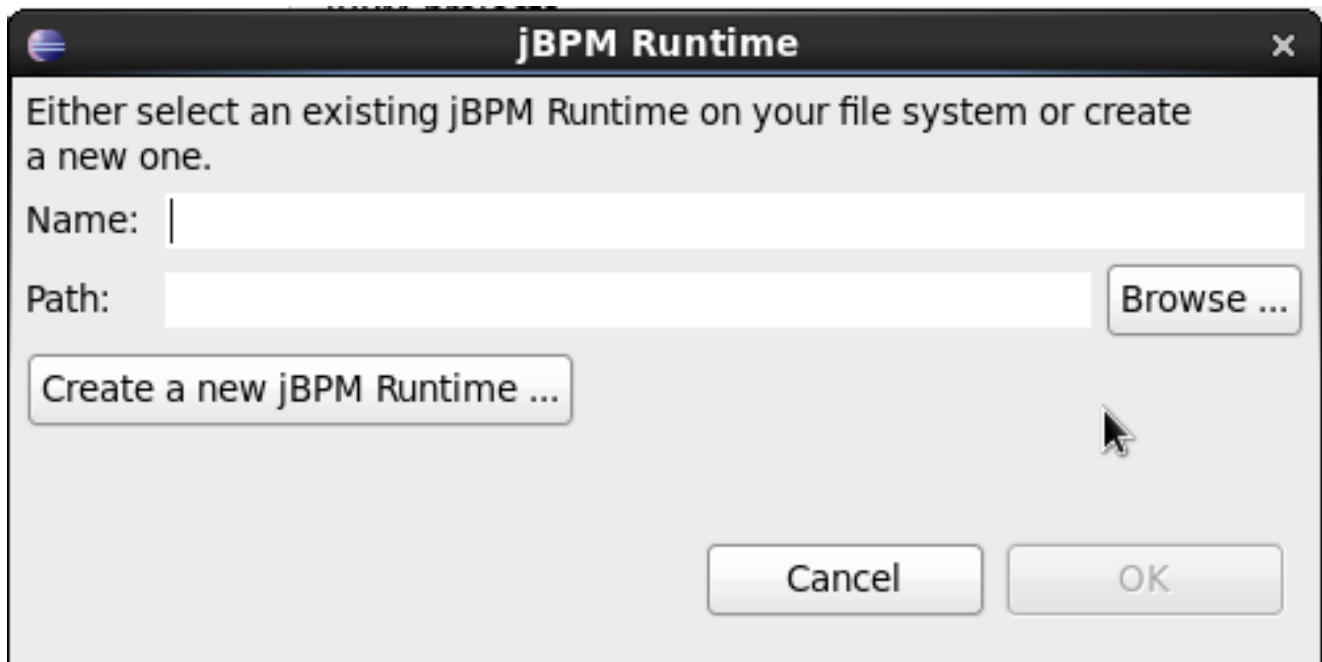 jBPM Runtime
Either select an existing jBPM Runtime on your file system or create
a new one.
Name:
Path:
Browse ...
Create a new jBPM Runtime ...
Cancel
OK